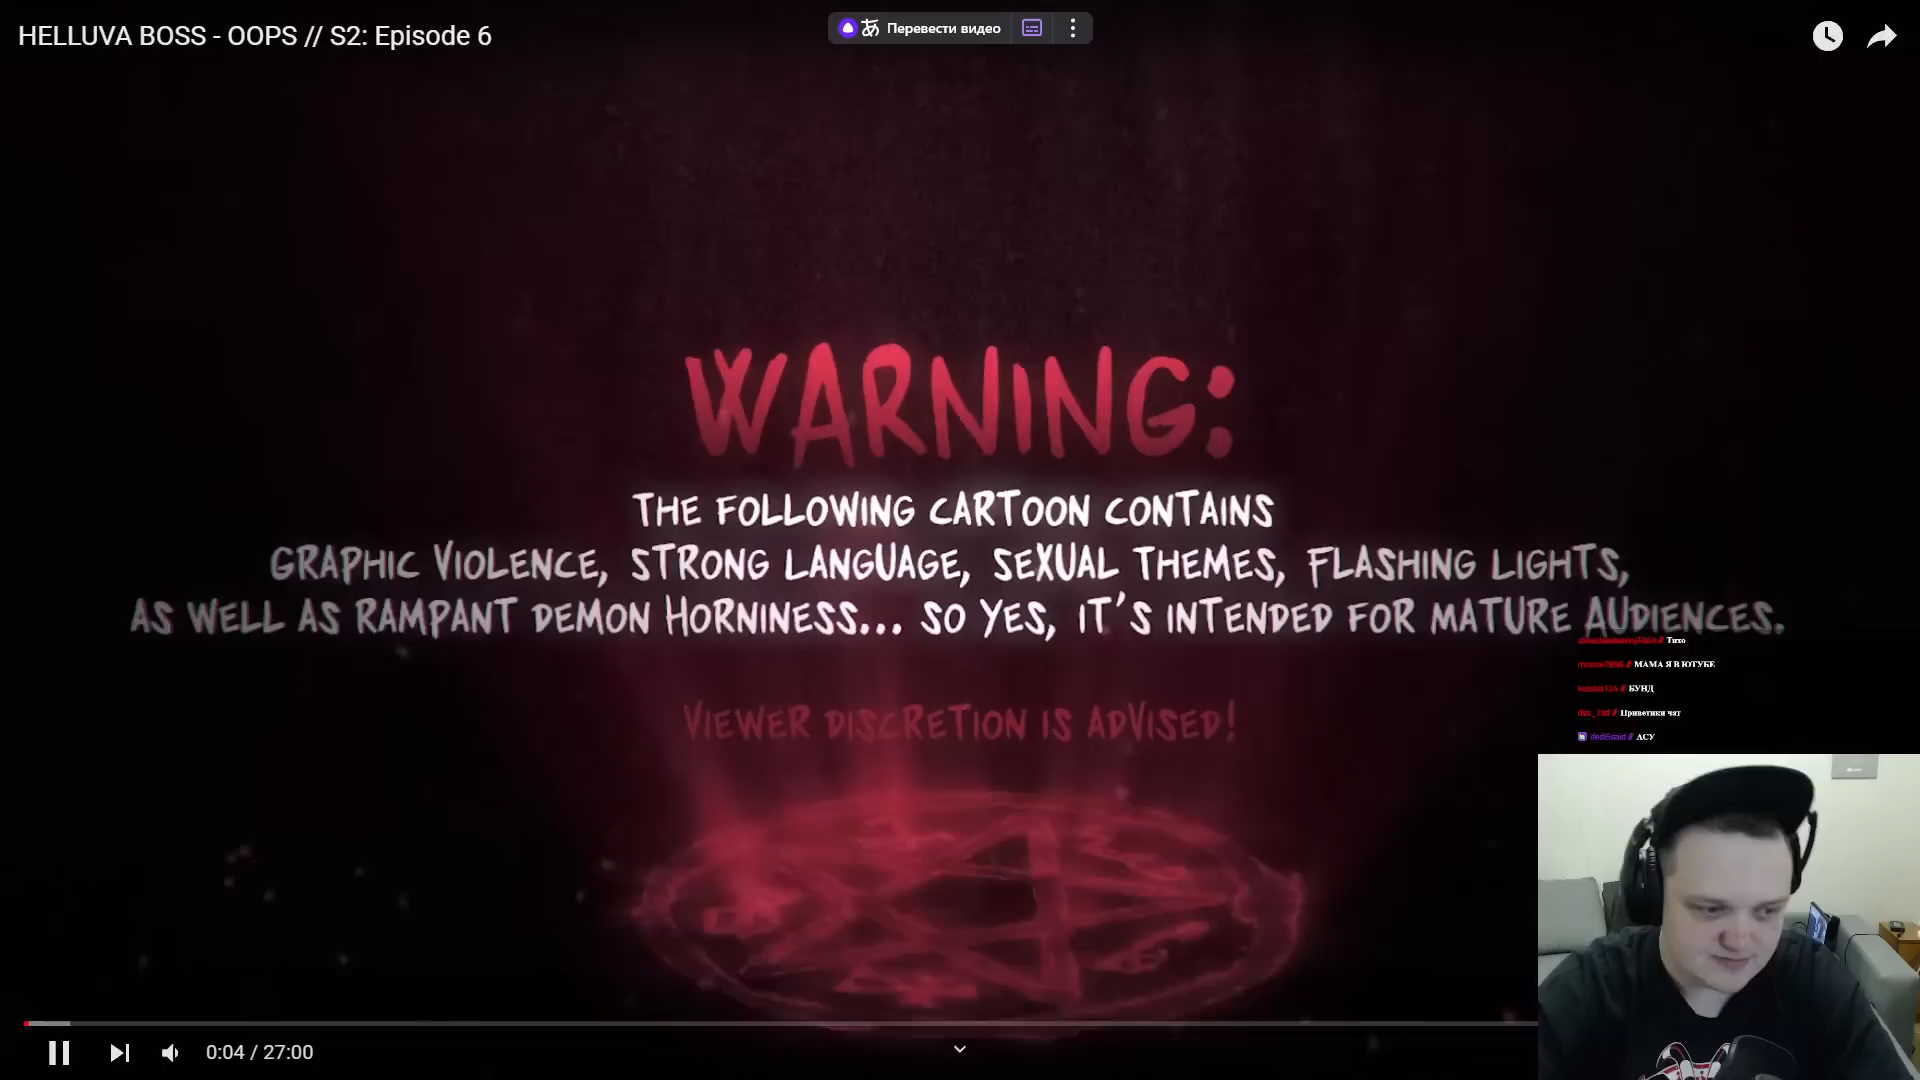 HELLUVA BOSS - OOPS // S2: Episode 6
Перевести видео
WARNING:
THE FOLLOWING CARTOON CONTAINS
GRAPHIC VIOLENCE, STRONG LANGUAGE, SEXUAL THEMES, FLASHING LIGHTS,
AS WELL AS RAMPANT DEMON HORNINESS... SO YES, IT'S INTENDED FOR MATURE AUDIENCES.
VIEWER DISCRETION IS ADVISED!
// Тихо
// МАМА Я В ЮТУБЕ
// БУНД
// Приветики чат
// АСУ
0:04 / 27:00